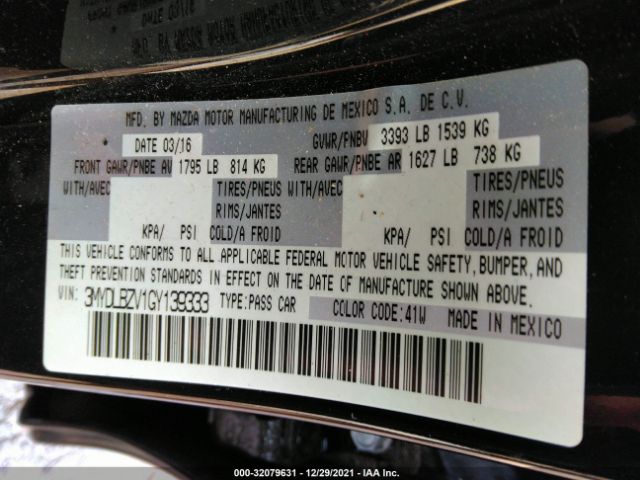 MFD. BY MAZDA MOTOR MANUFACTURING DE MEXICO S.A. DE C.V.
DATE 03/16 GVWR/PNBV 3393 LB 1539 KG
FRONT GAWR/PNBE AV 1795 LB 814 KG REAR GAWR/PNBE AR 1627 LB 738 KG
WITH/AVEC TIRES/PNEUS WITH/AVEC TIRES/PNEUS
RIMS/JANTES RIMS/JANTES
KPA/ PSI COLD/A FROID KPA/ PSI COLD/A FROID
THIS VEHICLE CONFORMS TO ALL APPLICABLE FEDERAL MOTOR VEHICLE SAFETY, BUMPER, AND
THEFT PREVENTION STANDARDS IN EFFECT ON THE DATE OF MANUFACTURE SHOWN ABOVE.
VIN: 3MYDLBZV1GY139333 TYPE:PASS CAR COLOR CODE:41W MADE IN MEXICO
000-32079631 - 12/29/2021 - IAA Inc.